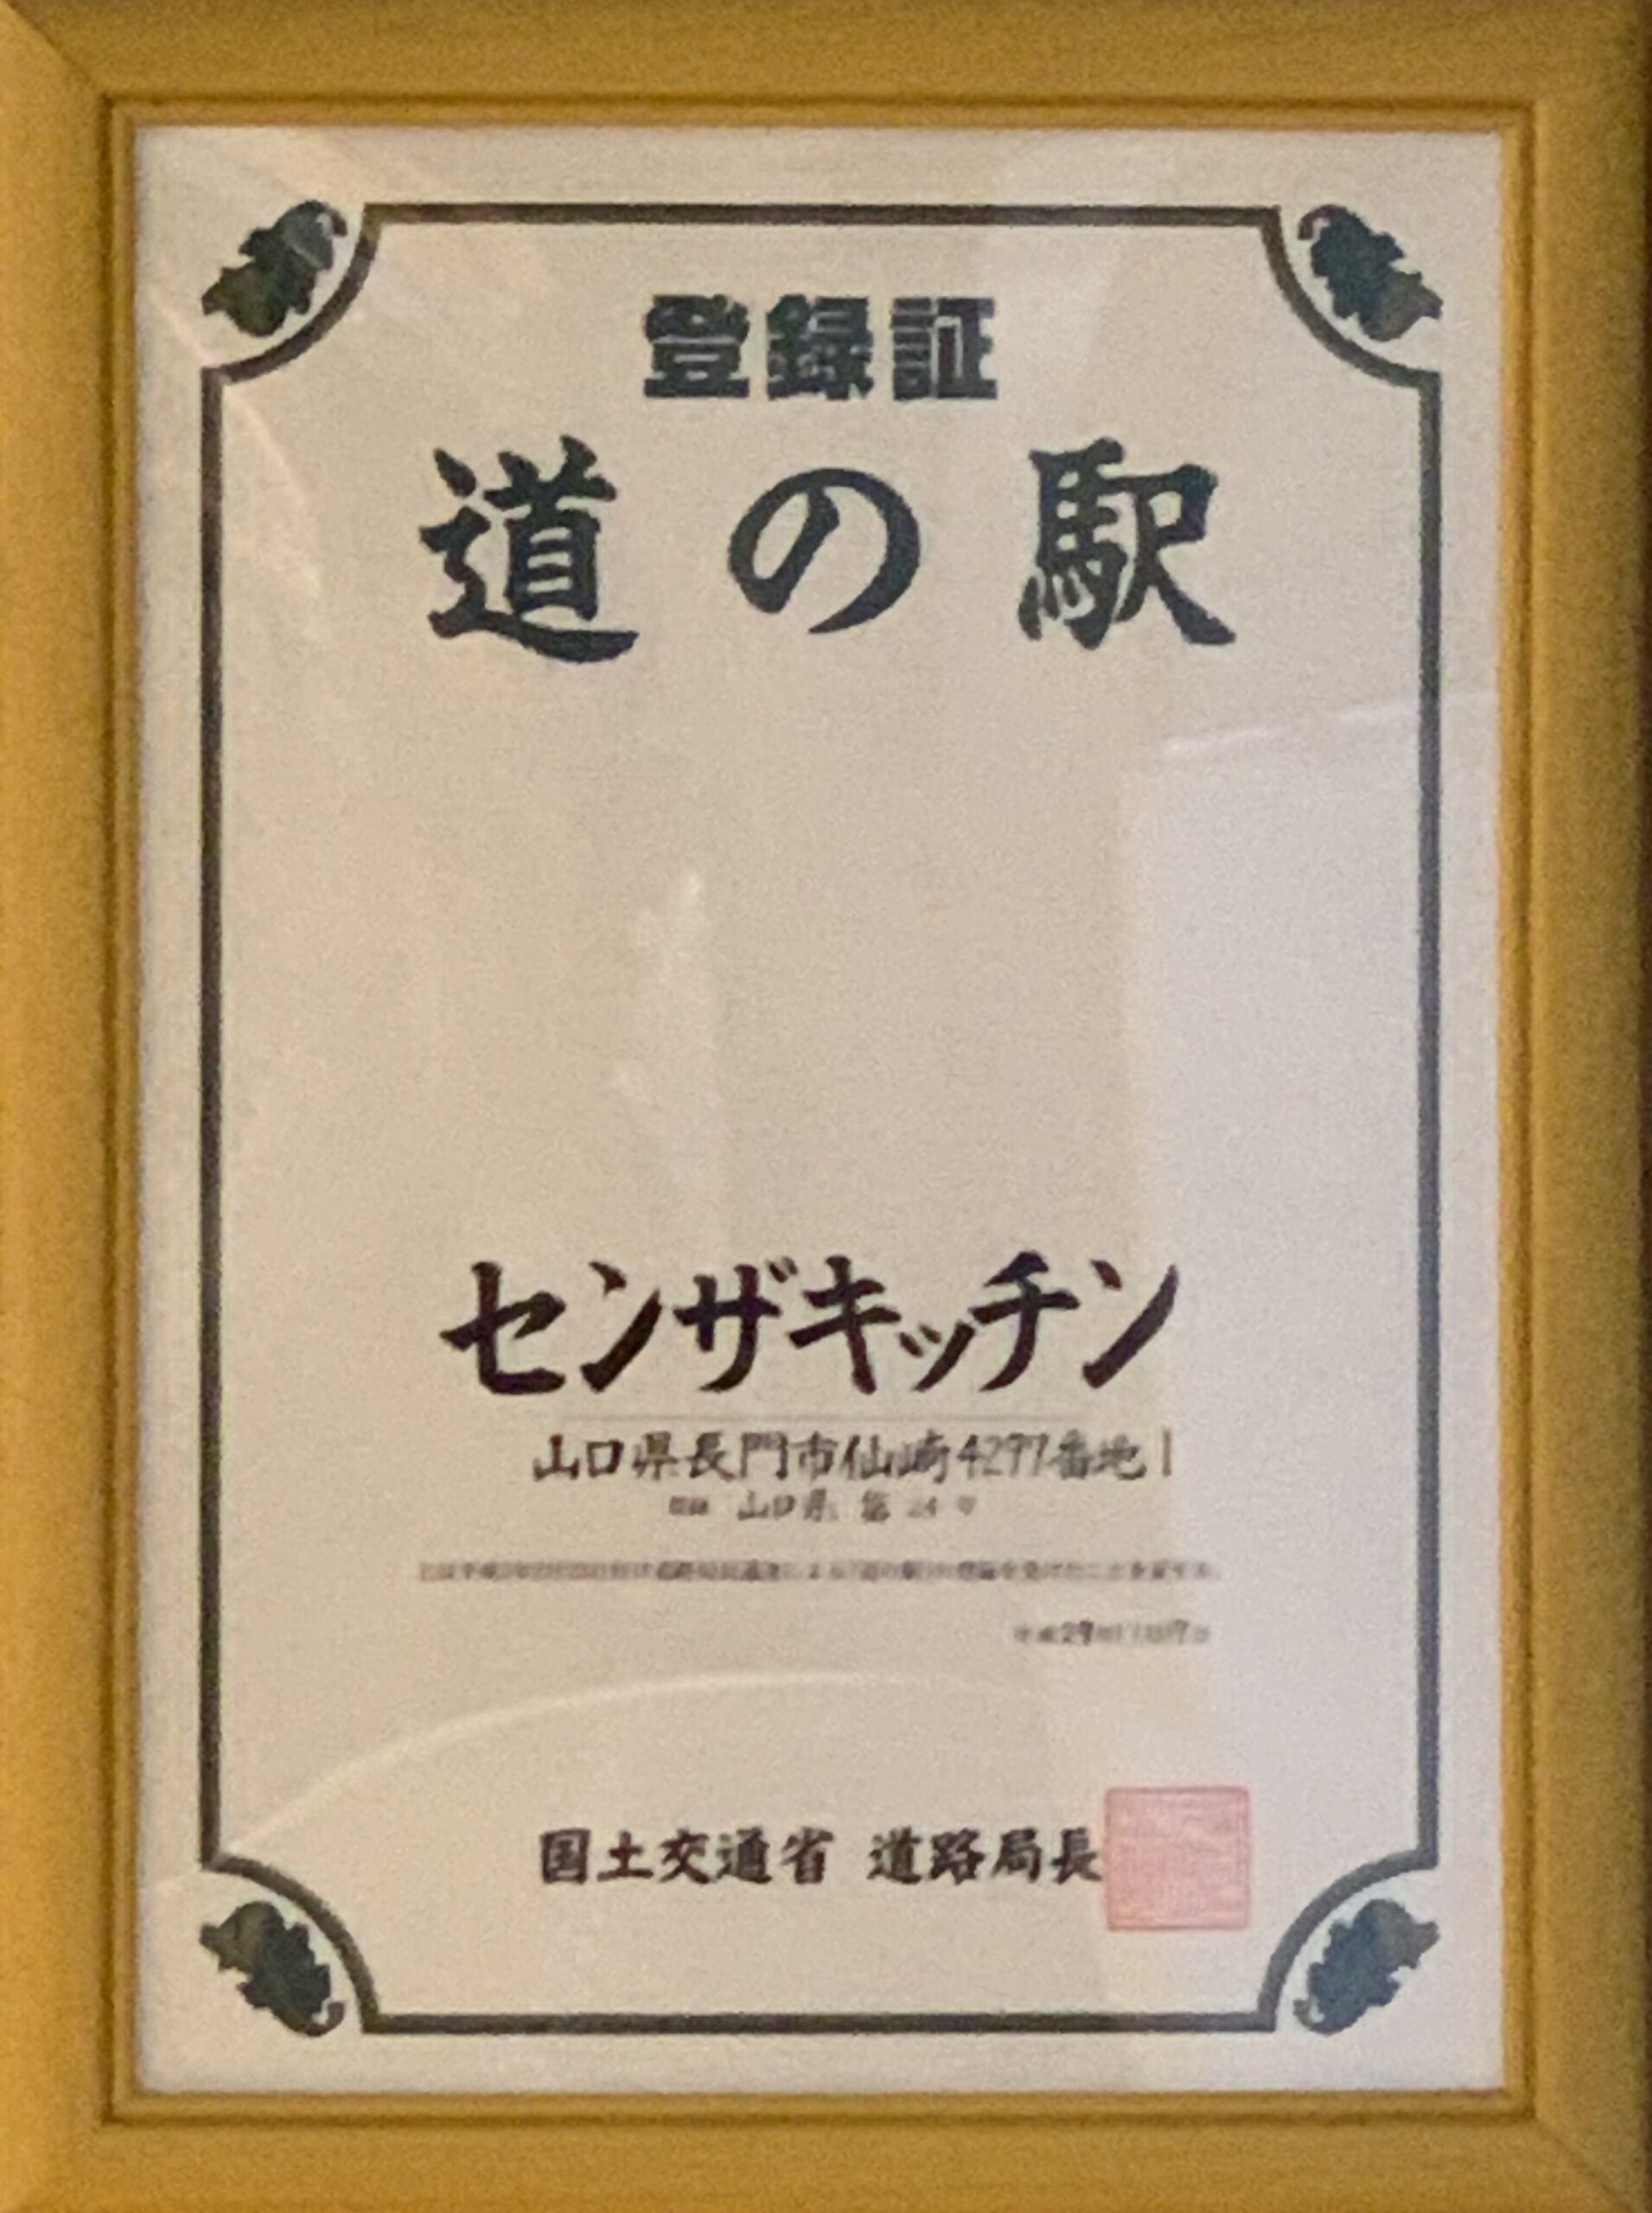 登録証
道の駅
センザキッチン
山口県長門市仙崎4297番地1
山口県 第 24 号
国土交通省 道路局長